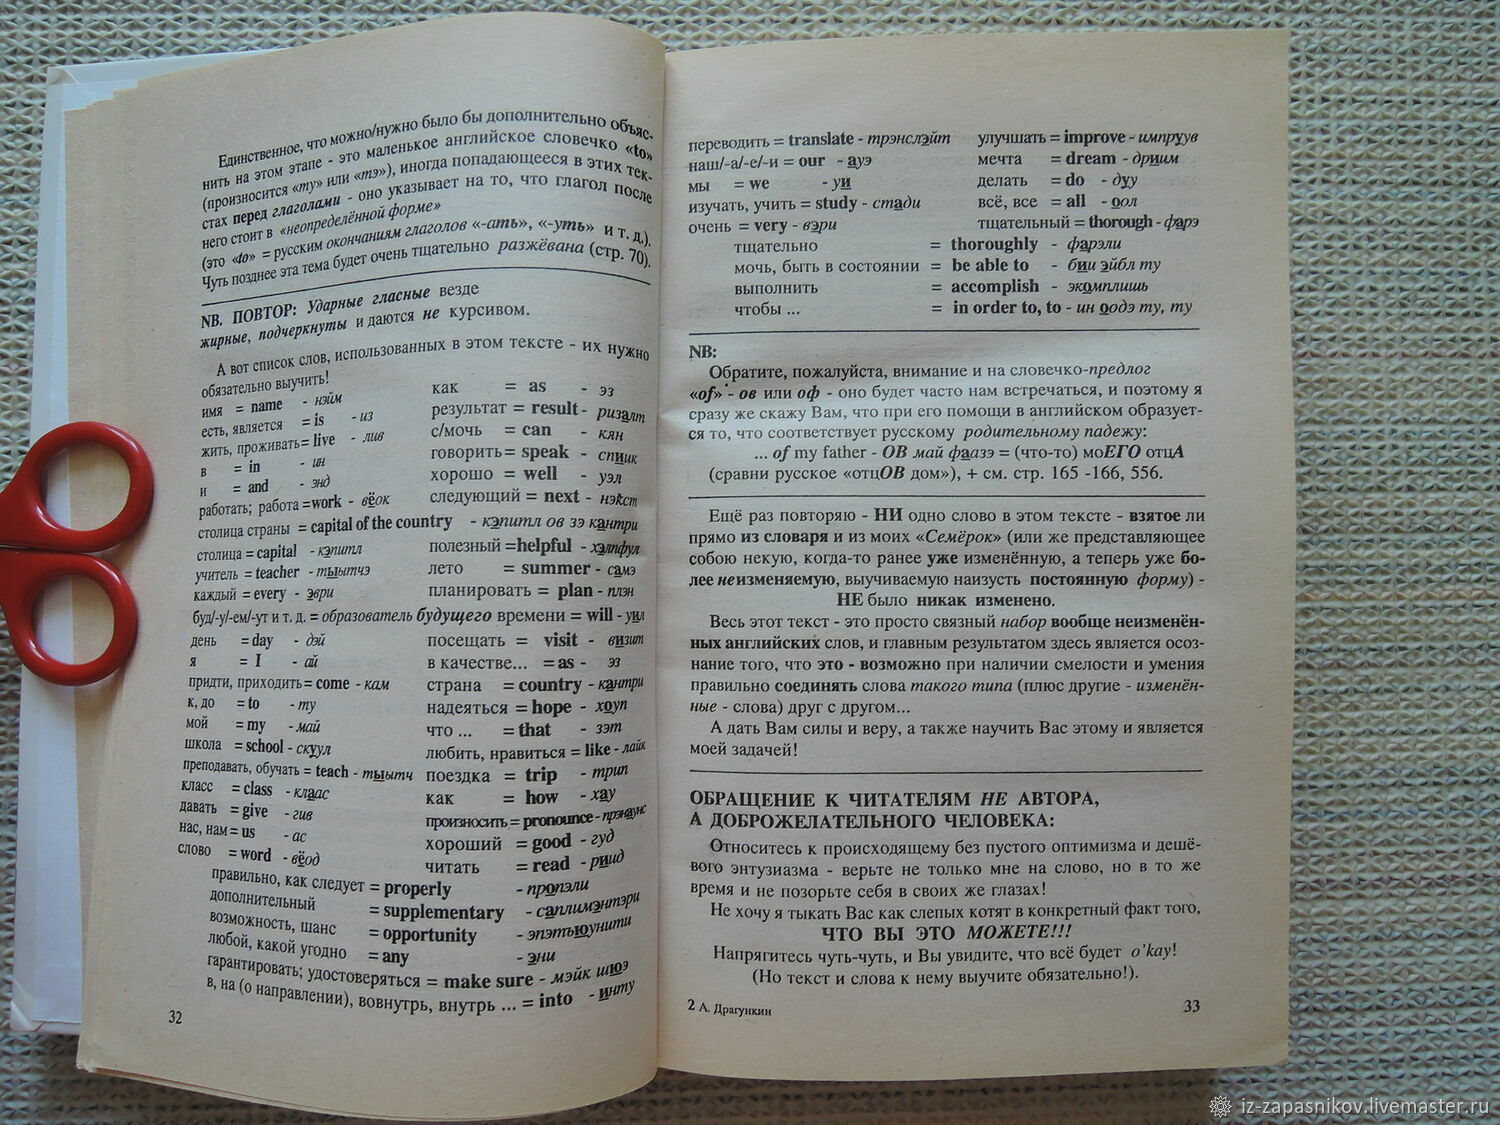 Единственное, что можно/нужно было бы дополнительно объяс-
нить на этом этапе - это маленькое английское словечко «to»
(произносится «ту» или «тэ»), иногда попадающееся в этих тек-
стах перед глаголами - оно указывает на то, что глагол после
него стоит в «неопределённой форме»
(это «to» = русским окончаниям глаголов «-ать», «-уть» и т. д.).
Чуть позднее эта тема будет очень тщательно разжёвана (стр. 70).
NB. ПОВТОР: Ударные гласные везде
жирные, подчеркнуты и даются не курсивом.
А вот список слов, использованных в этом тексте - их нужно
обязательно выучить!
имя = name - нэйм
есть, является = is - из
жить, проживать = live - лив
в = in - ин
и = and - энд
работать; работа = work - вёок
столица страны = capital of the country - кэпитл ов зэ кантри
столица = capital - кэпитл
учитель = teacher - тыытчэ
каждый = every - эври
буд/-у/-ем/-ут и т. д. = образователь будущего времени = will - уил
день = day - дэй
я = I - ай
придти, приходить = come - кам
к, до = to - ту
мой = my - май
школа = school - скуул
преподавать, обучать = teach - тыытч
класс = class - клаас
давать = give - гив
нас, нам = us - ас
слово = word - вёод
как = as - эз
результат = result - ризалт
с/мочь = can - кян
говорить = speak - спиик
хорошо = well - уэл
следующий = next - нэкст
полезный = helpful - хэлпфул
лето = summer - самэ
планировать = plan - плэн
посещать = visit - визит
в качестве... = as - эз
страна = country - кантри
надеяться = hope - хоуп
что ... = that - зэт
любить, нравиться = like - лайк
поездка = trip - трип
как = how - хау
произносить = pronounce - прэнаунс
хороший = good - гуд
читать = read - риид
правильно, как следует = properly - пропэли
дополнительный = supplementary - саплимэнтэри
возможность, шанс = opportunity - эпэтьюунити
любой, какой угодно = any - эни
гарантировать; удостоверяться = make sure - мэйк шюэ
в, на (о направлении), вовнутрь, внутрь ... = into - инту
32
переводить = translate - трэнслэйт
наш/-а/-е/-и = our - ауэ
мы = we - уи
изучать, учить = study - стади
очень = very - вэри
улучшать = improve - импруув
мечта = dream - дриим
делать = do - дуу
всё, все = all - оол
тщательный = thorough - фарэ
тщательно = thoroughly - фарэли
мочь, быть в состоянии = be able to - бии эйбл ту
выполнить = accomplish - экомплишь
чтобы ... = in order to, to - ин оодэ ту, ту
NB:
Обратите, пожалуйста, внимание и на словечко-предлог
«of» - ов или оф - оно будет часто нам встречаться, и поэтому я
сразу же скажу Вам, что при его помощи в английском образует-
ся то, что соответствует русскому родительному падежу:
... of my father - ОВ май фаазэ = (что-то) моЕГО отцА
(сравни русское «отцОВ дом»), + см. стр. 165 -166, 556.
Ещё раз повторяю - НИ одно слово в этом тексте - взятое ли
прямо из словаря и из моих «Семёрок» (или же представляющее
собою некую, когда-то ранее уже изменённую, а теперь уже бо-
лее неизменяемую, выучиваемую наизусть постоянную форму) -
НЕ было никак изменено.
Весь этот текст - это просто связный набор вообще неизменён-
ных английских слов, и главным результатом здесь является осоз-
нание того, что это - возможно при наличии смелости и умения
правильно соединять слова такого типа (плюс другие - изменён-
ные - слова) друг с другом...
А дать Вам силы и веру, а также научить Вас этому и является
моей задачей!
ОБРАЩЕНИЕ К ЧИТАТЕЛЯМ НЕ АВТОРА,
А ДОБРОЖЕЛАТЕЛЬНОГО ЧЕЛОВЕКА:
Относитесь к происходящему без пустого оптимизма и дешё-
вого энтузиазма - верьте не только мне на слово, но в то же
время и не позорьте себя в своих же глазах!
Не хочу я тыкать Вас как слепых котят в конкретный факт того,
ЧТО ВЫ ЭТО МОЖЕТЕ!!!
Напрягитесь чуть-чуть, и Вы увидите, что всё будет o'kay!
(Но текст и слова к нему выучите обязательно!).
2 А. Драгункин
33
iz-zapasnikov.livemaster.ru